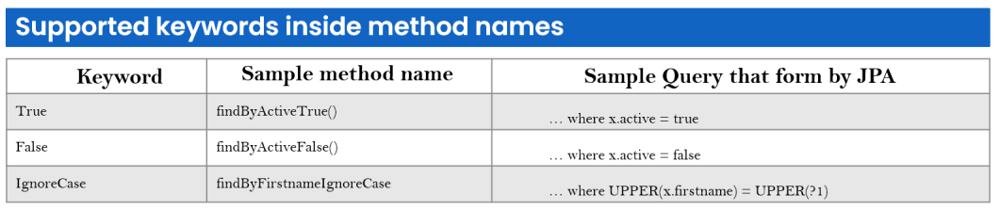 Supported keywords inside method names
Keyword Sample method name Sample Query that form by JPA
True findByActiveTrue() … where x.active = true
False findByActiveFalse() … where x.active = false
IgnoreCase findByFirstnameIgnoreCase … where UPPER(x.firstname) = UPPER(?1)